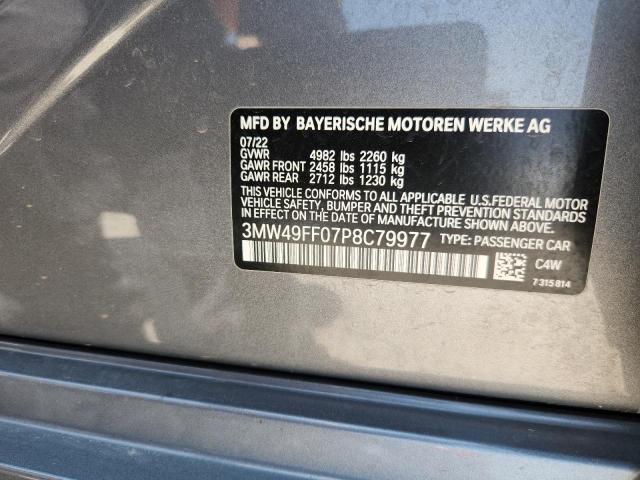 MFD BY BAYERISCHE MOTOREN WERKE AG
07/22
GVWR 4982 lbs 2260 kg
GAWR FRONT 2458 lbs 1115 kg
GAWR REAR 2712 lbs 1230 kg
THIS VEHICLE CONFORMS TO ALL APPLICABLE U.S.FEDERAL MOTOR
VEHICLE SAFETY, BUMPER AND THEFT PREVENTION STANDARDS
IN EFFECT ON THE DATE OF MANUFACTURE SHOWN ABOVE.
3MW49FF07P8C79977 TYPE: PASSENGER CAR
C4W
7315814